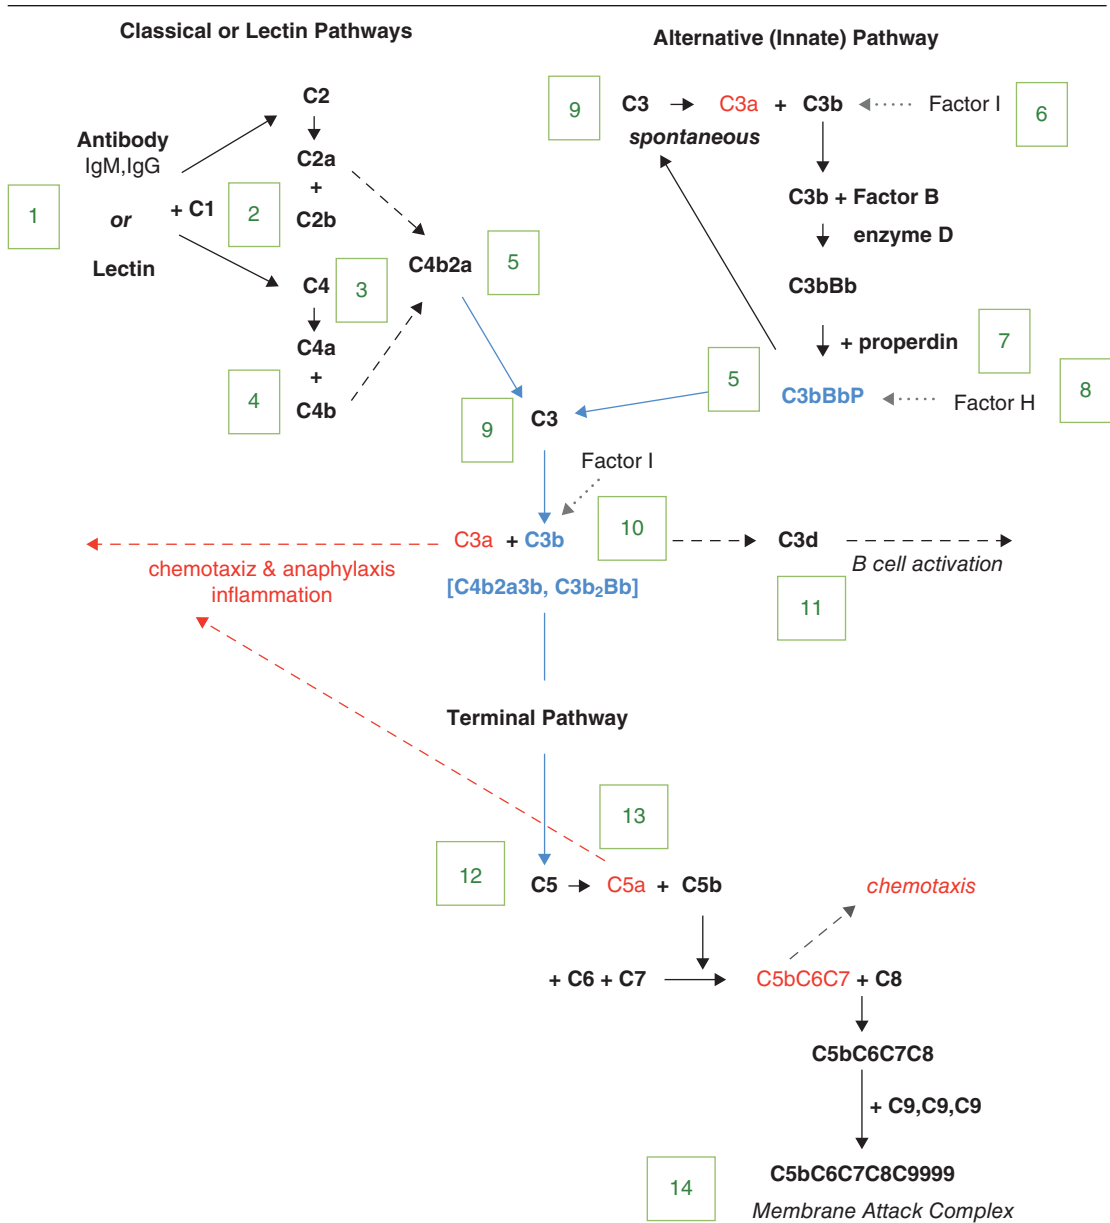 Classical or Lectin Pathways
Alternative (Innate) Pathway
C2
9
C3
C3a
+
C3b
Factor I
6
Antibody
IgM,IgG
C2a
spontaneous
+
1
or
+ C1
2
C2b
C3b + Factor B
enzyme D
Lectin
C4b2a
5
C4
3
C3bBb
C4a
+ properdin
7
+
4
C4b
5
C3bBbP
Factor H
8
9
C3
Factor I
10
C3a
+ C3b
C3d
chemotaxiz & anaphylaxis
inflammation
B cell activation
[C4b2a3b, C3b₂Bb]
11
Terminal Pathway
13
12
C5
C5a
+
C5b
chemotaxis
+ C6 + C7
C5bC6C7 + C8
C5bC6C7C8
+ C9,C9,C9
14
C5bC6C7C8C9999
Membrane Attack Complex